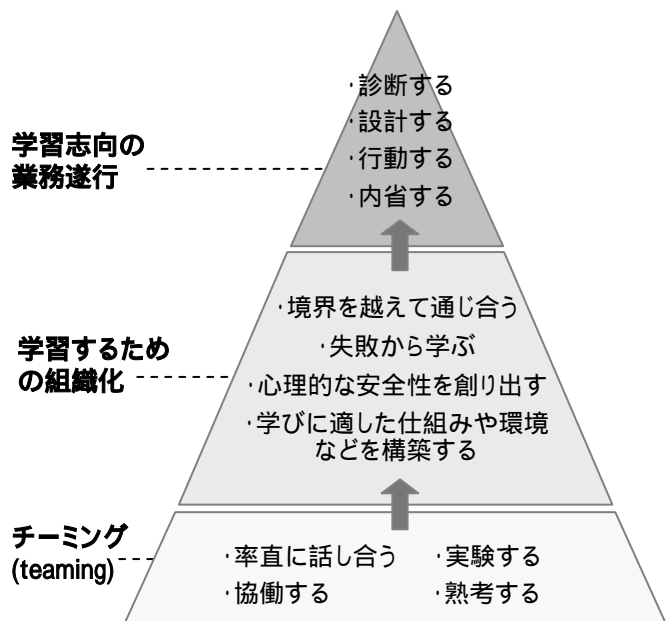 ・診断する
・設計する
・行動する
・内省する
学習志向の
業務遂行
・境界を越えて通じ合う
・失敗から学ぶ
・心理的な安全性を創り出す
・学びに適した仕組みや環境
などを構築する
学習するため
の組織化
チーミング
(teaming)
・率直に話し合う ・実験する
・協働する ・熟考する